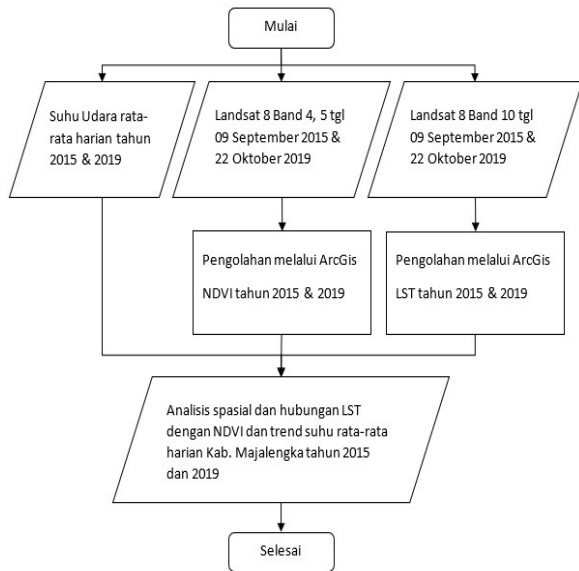 Mulai
Suhu Udara rata-
rata harian tahun
2015 & 2019
Landsat 8 Band 4, 5 tgl
09 September 2015 &
22 Oktober 2019
Landsat 8 Band 10 tgl
09 September 2015 &
22 Oktober 2019
Pengolahan melalui ArcGis
NDVI tahun 2015 & 2019
Pengolahan melalui ArcGis
LST tahun 2015 & 2019
Analisis spasial dan hubungan LST
dengan NDVI dan trend suhu rata-rata
harian Kab. Majalengka tahun 2015
dan 2019
Selesai